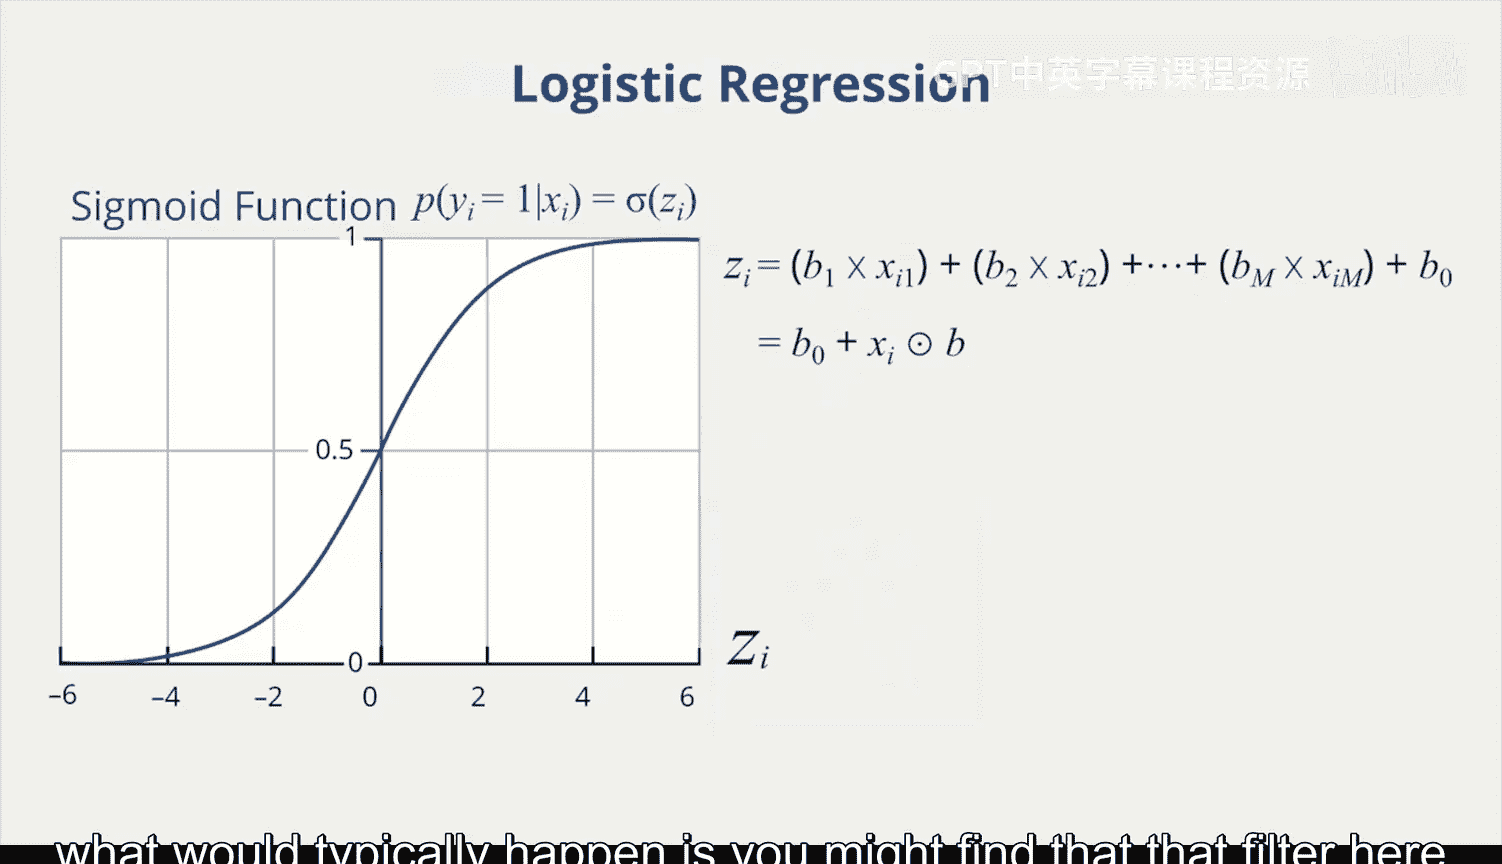 Logistic Regression
GPT中英字幕课程资源
Sigmoid Function p(yᵢ = 1|xᵢ) = σ(zᵢ)
zᵢ = (b₁ × xᵢ₁) + (b₂ × xᵢ₂) +⋯+ (b_M × x_iM) + b₀
= b₀ + xᵢ ⊙ b
1
0.5
0
zᵢ
–6 –4 –2 0 2 4 6
what would typically happen is you might find that that filter here